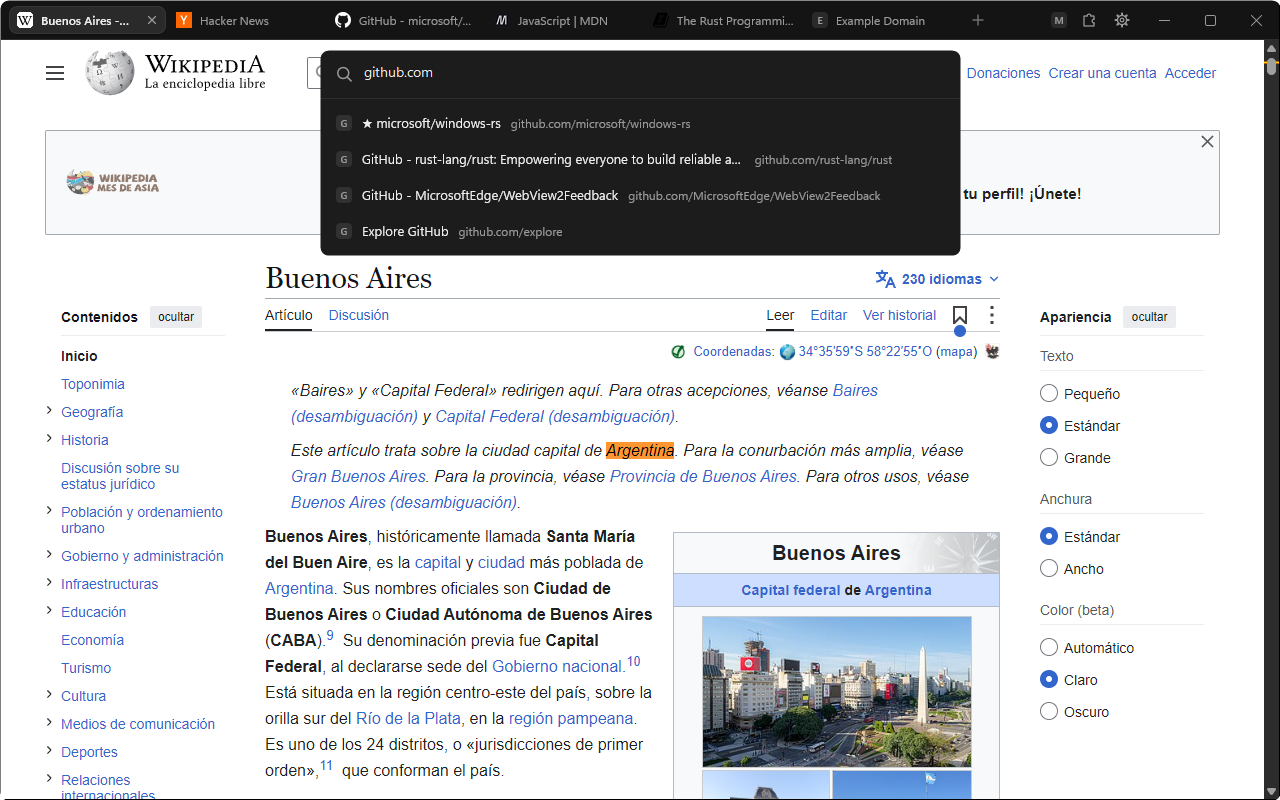 Buenos Aires -...
Hacker News
GitHub - microsoft/...
JavaScript | MDN
The Rust Programmi...
E Example Domain
M
WIKIPEDIA
La enciclopedia libre
github.com
Donaciones Crear una cuenta Acceder
G ★ microsoft/windows-rs github.com/microsoft/windows-rs
G GitHub - rust-lang/rust: Empowering everyone to build reliable a... github.com/rust-lang/rust
G GitHub - MicrosoftEdge/WebView2Feedback github.com/MicrosoftEdge/WebView2Feedback
G Explore GitHub github.com/explore
WIKIPEDIA
MES DE ASIA
tu perfil! ¡Únete!
Buenos Aires
230 idiomas
Artículo Discusión
Leer Editar Ver historial
Coordenadas: 34°35′59″S 58°22′55″O (mapa)
Contenidos ocultar
Inicio
Toponimia
Geografía
Historia
Discusión sobre su
estatus jurídico
Población y ordenamiento
urbano
Gobierno y administración
Infraestructuras
Educación
Economía
Turismo
Cultura
Medios de comunicación
Deportes
Relaciones
internacionales
«Baires» y «Capital Federal» redirigen aquí. Para otras acepciones, véanse Baires
(desambiguación) y Capital Federal (desambiguación).
Este artículo trata sobre la ciudad capital de Argentina. Para la conurbación más amplia, véase
Gran Buenos Aires. Para la provincia, véase Provincia de Buenos Aires. Para otros usos, véase
Buenos Aires (desambiguación).
Buenos Aires, históricamente llamada Santa María
del Buen Aire, es la capital y ciudad más poblada de
Argentina. Sus nombres oficiales son Ciudad de
Buenos Aires o Ciudad Autónoma de Buenos Aires
(CABA).9 Su denominación previa fue Capital
Federal, al declararse sede del Gobierno nacional.10
Está situada en la región centro-este del país, sobre la
orilla sur del Río de la Plata, en la región pampeana.
Es uno de los 24 distritos, o «jurisdicciones de primer
orden»,11 que conforman el país.
Buenos Aires
Capital federal de Argentina
Apariencia ocultar
Texto
Pequeño
Estándar
Grande
Anchura
Estándar
Ancho
Color (beta)
Automático
Claro
Oscuro